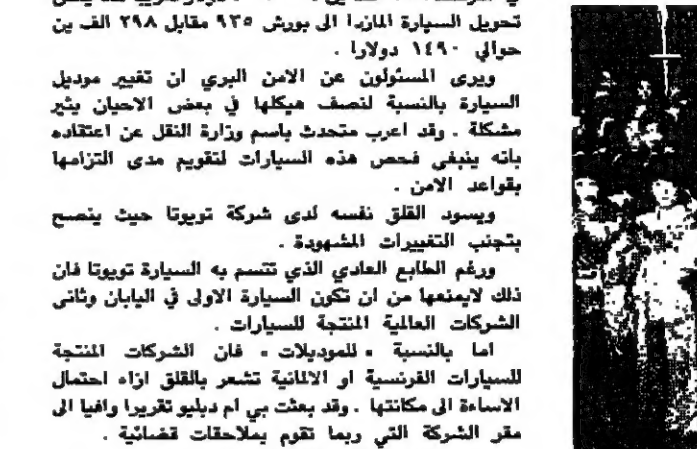 تحويل السيارة المازدا الى بورش ٩٣٥ مقابل ٢٩٨ الف ين
حوالي ١٤٩٠ دولارا .
ويرى المسئولون عن الامن البري ان تغيير موديل
السيارة بالنسبة لنصف هيكلها في بعض الاحيان يثير
مشكلة . وقد اعرب متحدث باسم وزارة النقل عن اعتقاده
بانه ينبغى فحص هذه السيارات لتقويم مدى التزامها
بقواعد الامن .
ويسود القلق نفسه لدى شركة تويوتا حيث ينصح
بتجنب التغييرات المشهودة .
ورغم الطابع العادي الذي تتسم به السيارة تويوتا فان
ذلك لايمنعها من ان تكون السيارة الاولى في اليابان وثانى
الشركات العالمية المنتجة للسيارات .
اما بالنسبة « للموديلات » فان الشركات المنتجة
للسيارات الفرنسية او الالمانية تشعر بالقلق ازاء احتمال
الاساءة الى مكانتها . وقد بعثت بي ام دبليو تقريرا وافيا الى
مقر الشركة التي ربما تقوم بملاحقات قضائية .